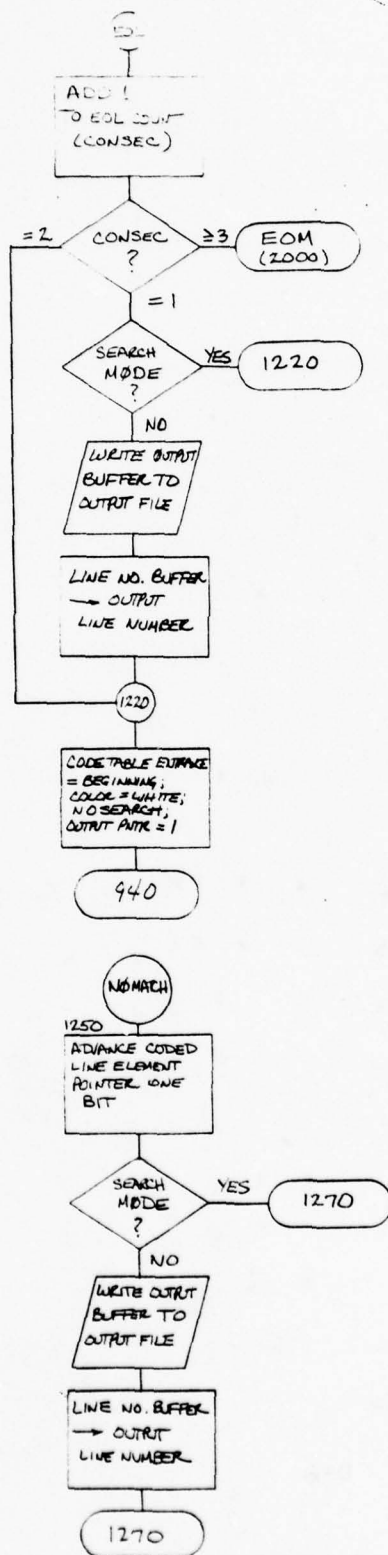 EOL
ADD 1
TO EOL COUNT
(CONSEC)
=2
CONSEC
?
≥3
EOM
(2000)
=1
SEARCH
MØDE
?
YES
1220
NO
WRITE OUTPUT
BUFFER TO
OUTPUT FILE
LINE NO. BUFFER
→ OUTPUT
LINE NUMBER
1220
CODE TABLE ENTRANCE
= BEGINNING;
COLOR = WHITE;
NO SEARCH;
OUTPUT PNTR = 1
940
NØMATCH
1250
ADVANCE CODED
LINE ELEMENT
POINTER ONE
BIT
SEARCH
MØDE
?
YES
1270
NO
WRITE OUTPUT
BUFFER TO
OUTPUT FILE
LINE NO. BUFFER
→ OUTPUT
LINE NUMBER
1270